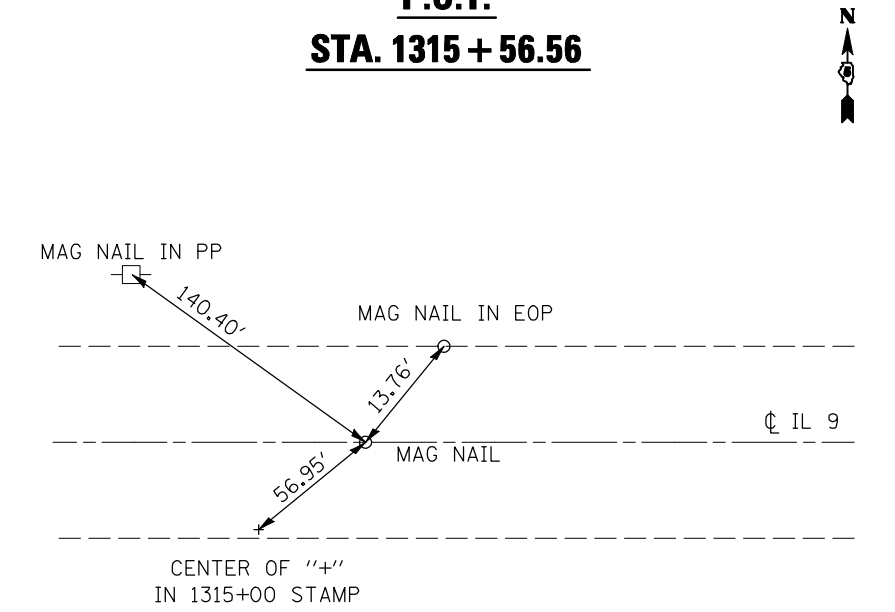 STA. 1315+56.56
N
MAG NAIL IN PP
140.40'
MAG NAIL IN EOP
13.76'
℄ IL 9
MAG NAIL
56.95'
CENTER OF "+"
IN 1315+00 STAMP